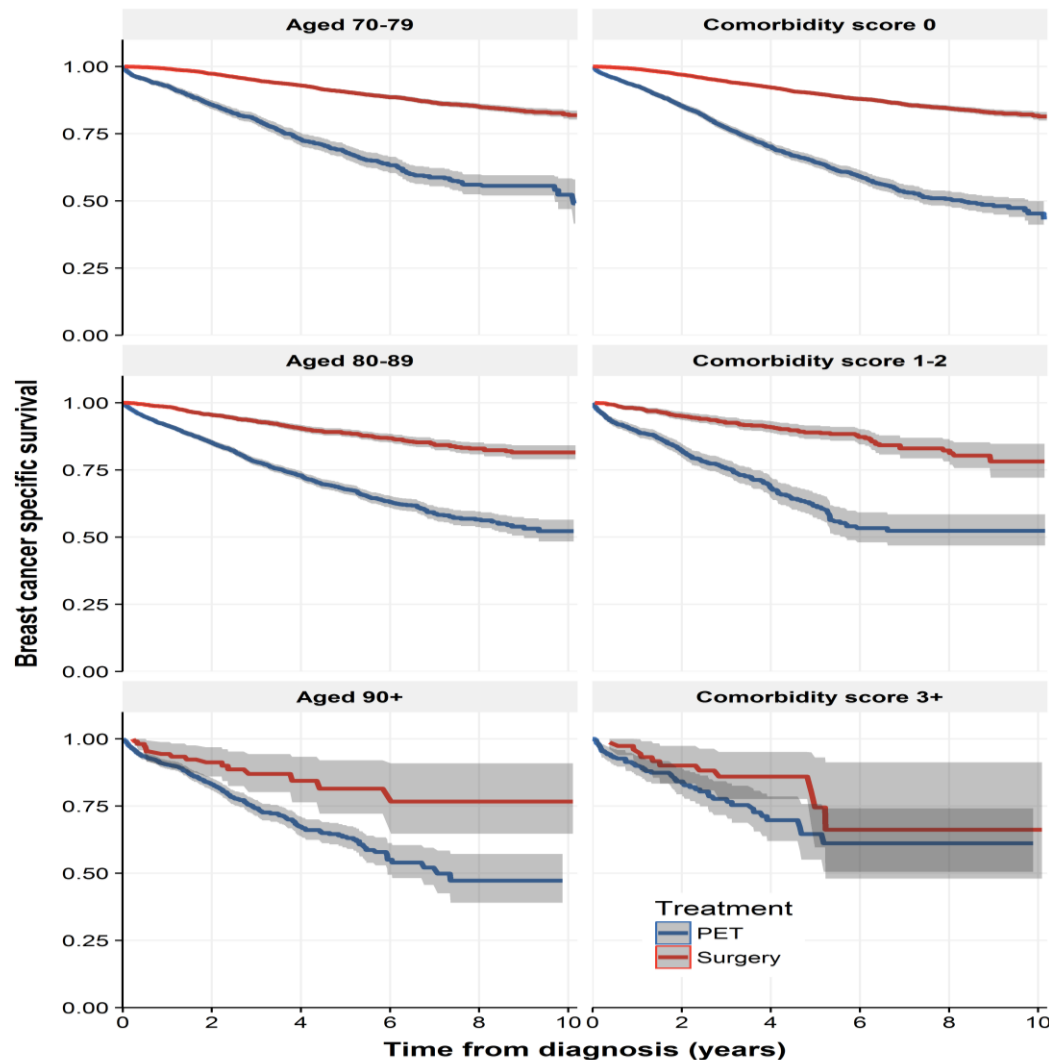 Aged 70-79
Comorbidity score 0
1.00
0.75
0.50
0.25
0.00
Aged 80-89
Comorbidity score 1-2
1.00
0.75
0.50
0.25
0.00
Breast cancer specific survival
Aged 90+
Comorbidity score 3+
1.00
0.75
0.50
0.25
0.00
Treatment
PET
Surgery
0 2 4 6 8 10
0 2 4 6 8 10
Time from diagnosis (years)